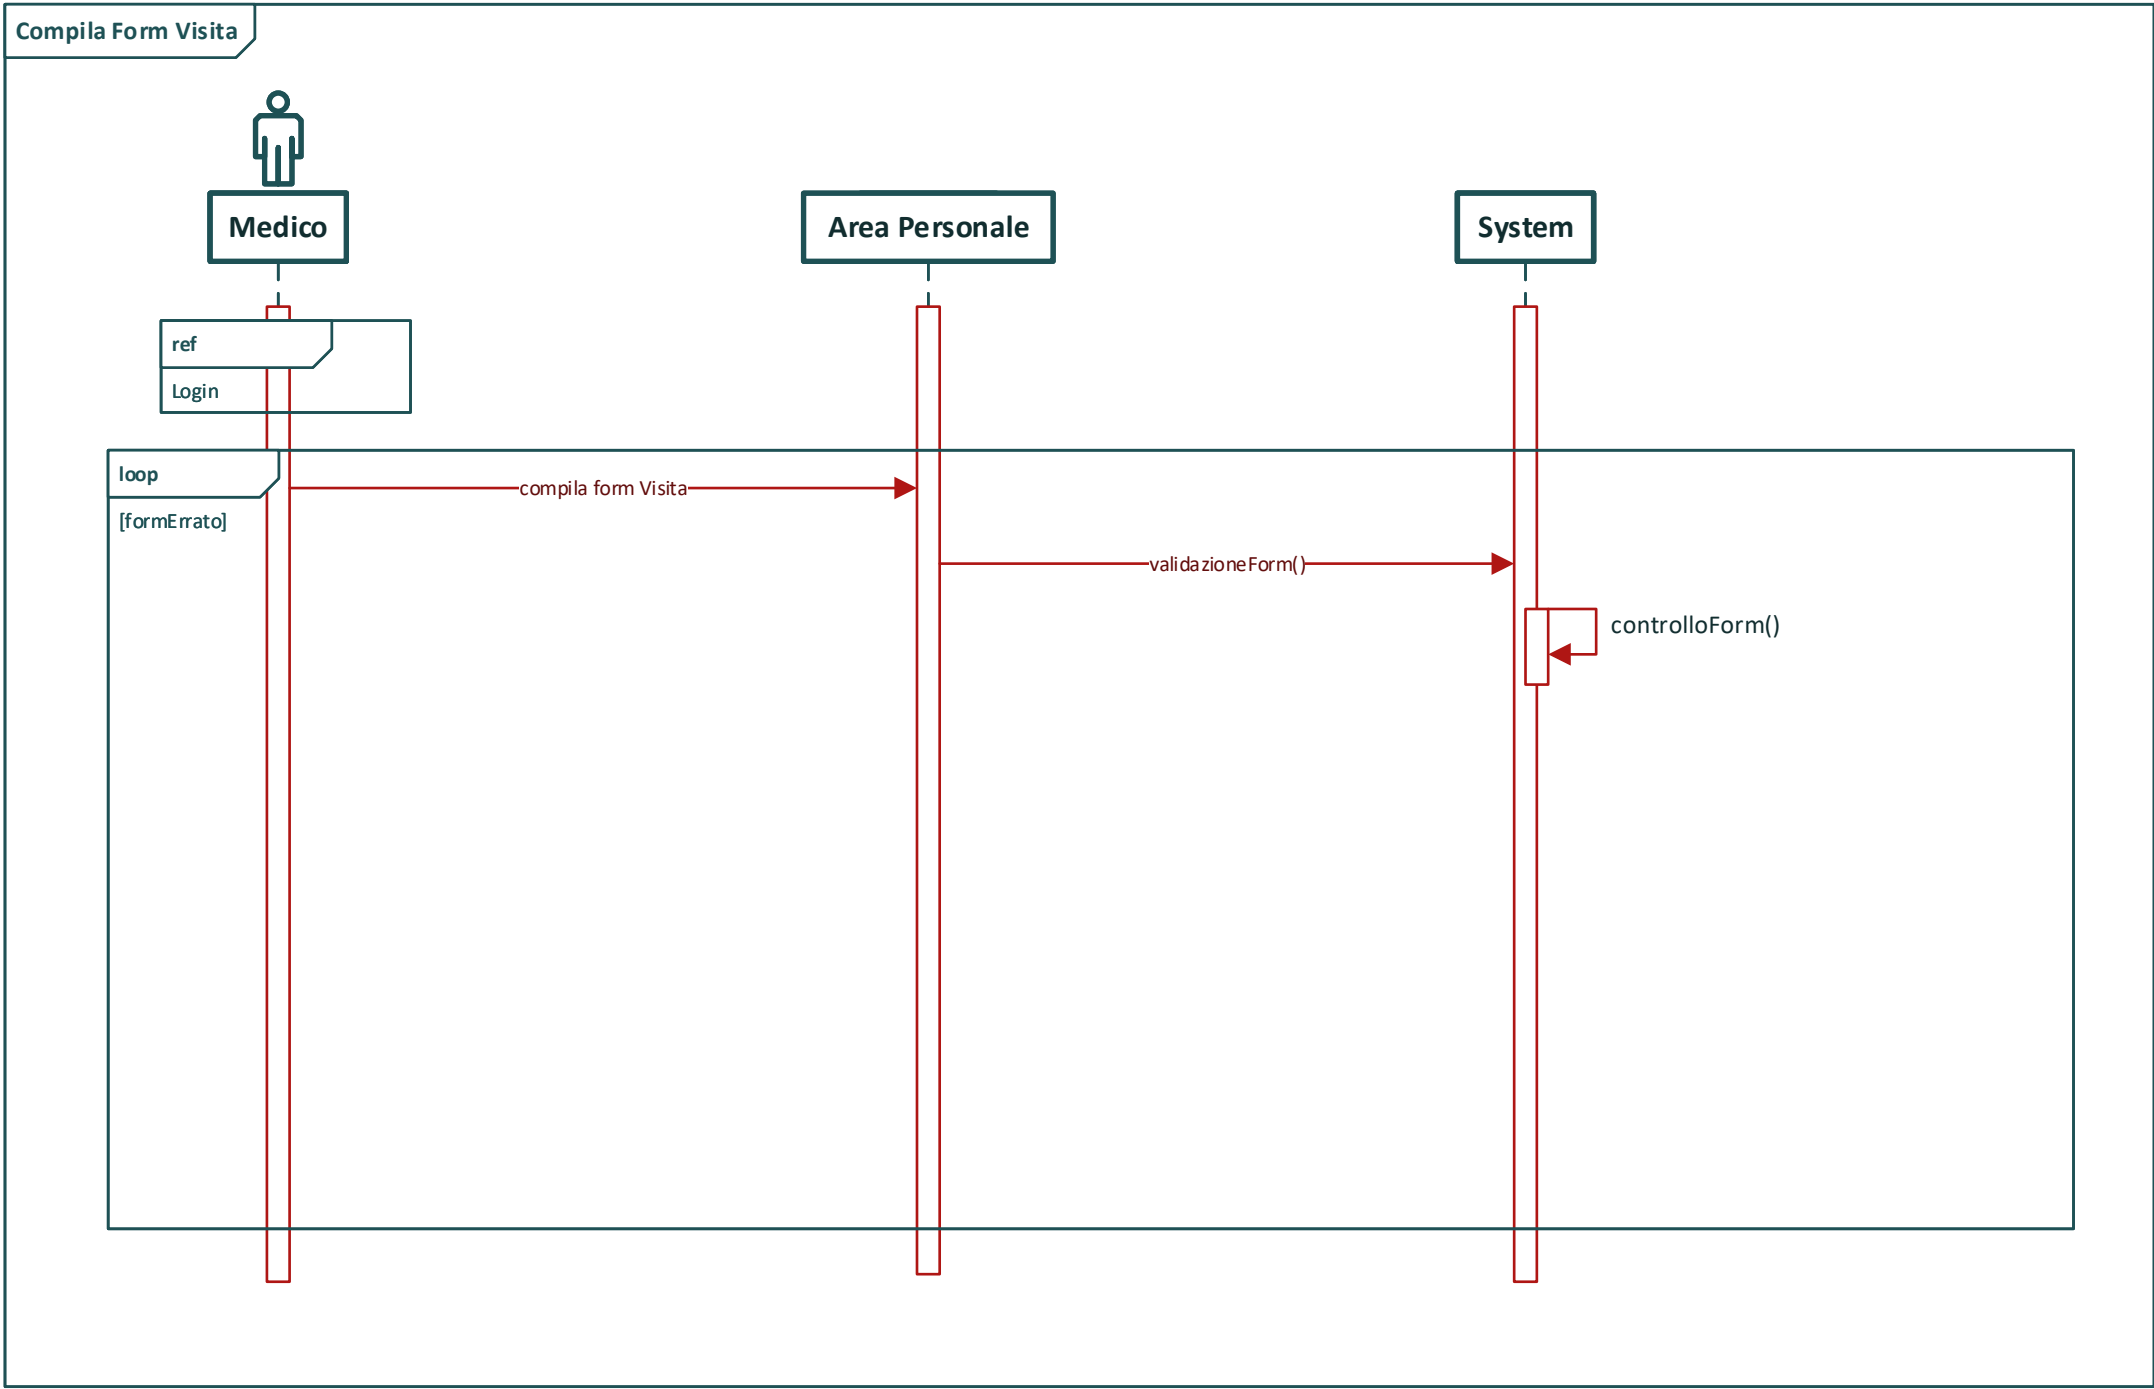 Compila Form Visita
Medico
Area Personale
System
ref
Login
loop
compila form Visita
[formErrato]
validazioneForm()
controlloForm()